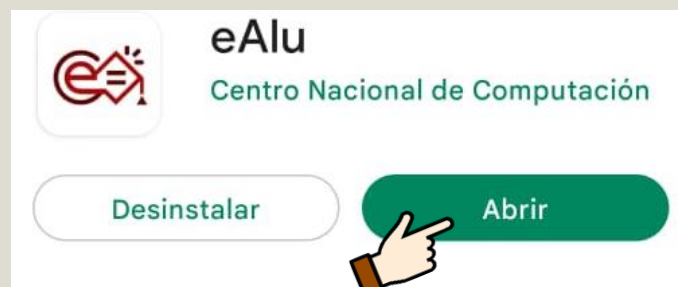 eAlu
Centro Nacional de Computación
Desinstalar
Abrir